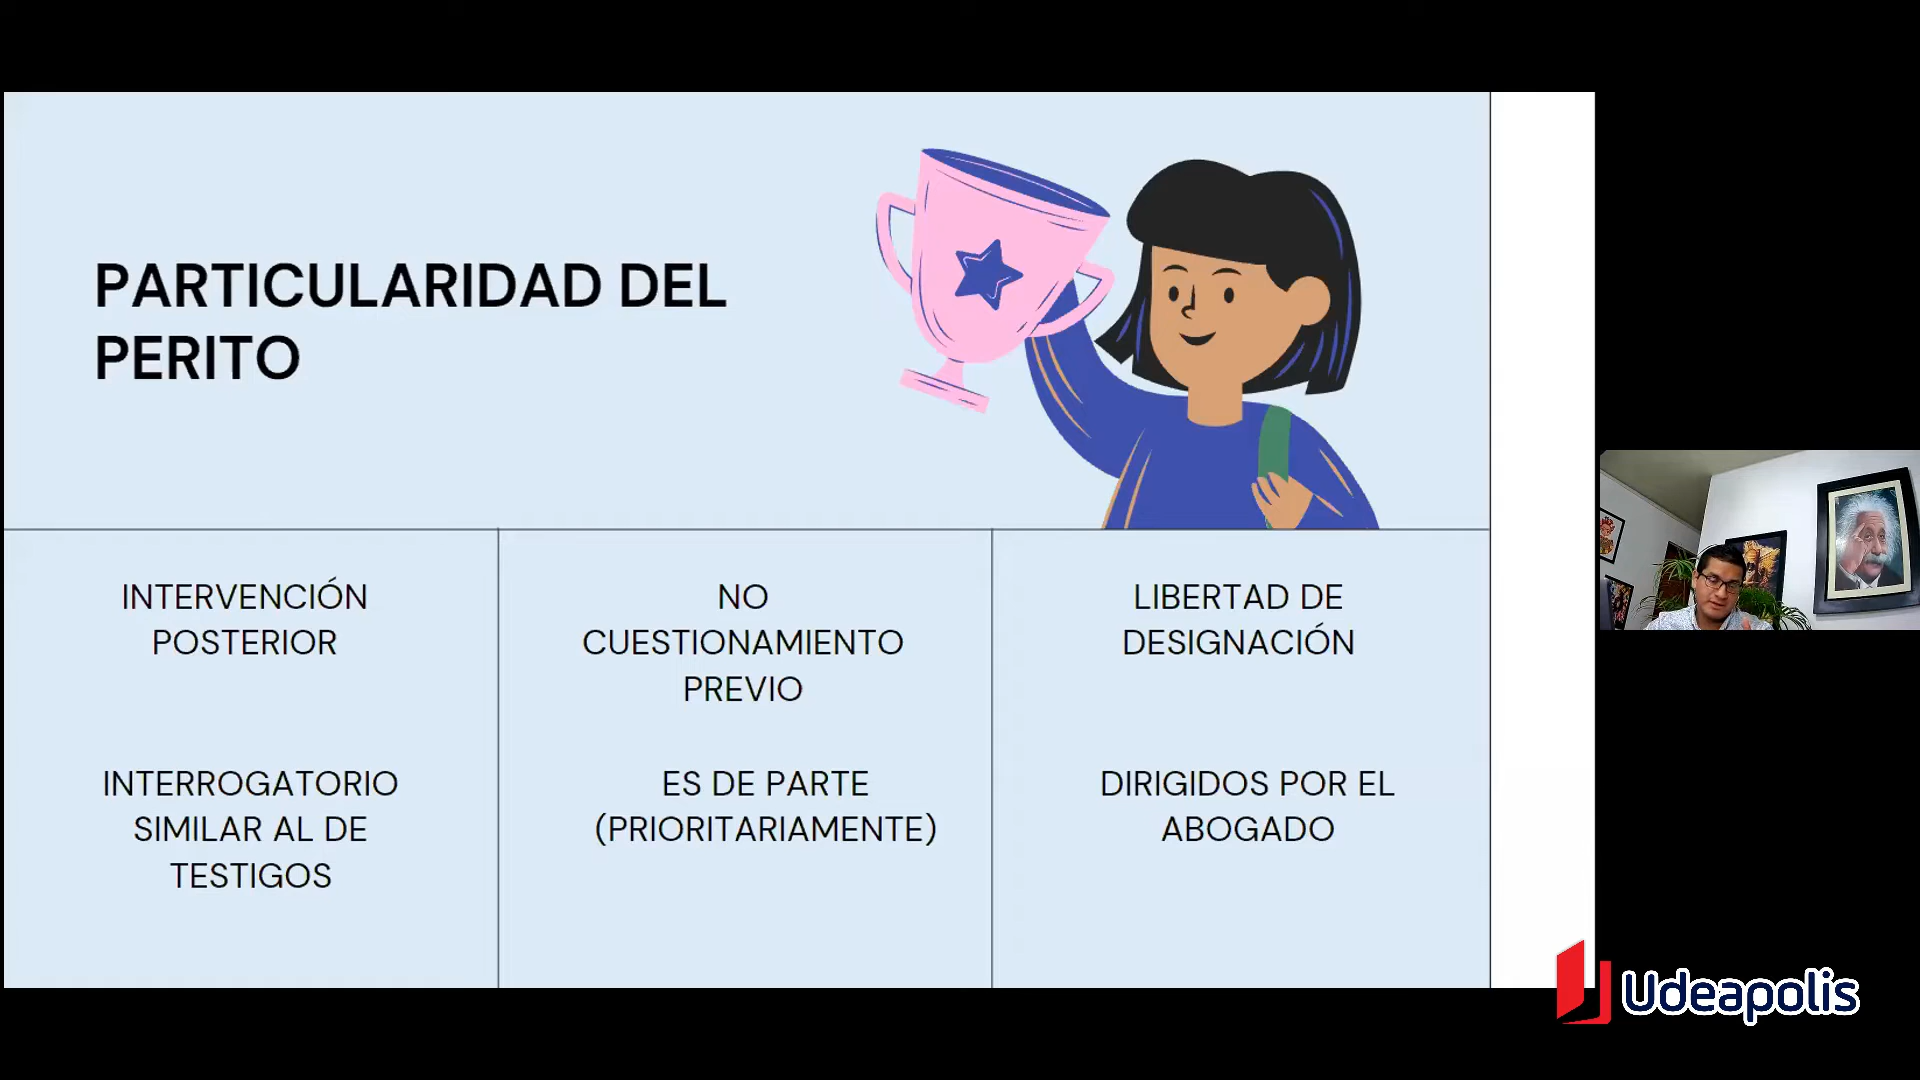 PARTICULARIDAD DEL
PERITO
INTERVENCIÓN
POSTERIOR
NO
CUESTIONAMIENTO
PREVIO
LIBERTAD DE
DESIGNACIÓN
INTERROGATORIO
SIMILAR AL DE
TESTIGOS
ES DE PARTE
(PRIORITARIAMENTE)
DIRIGIDOS POR EL
ABOGADO
Udeapolis